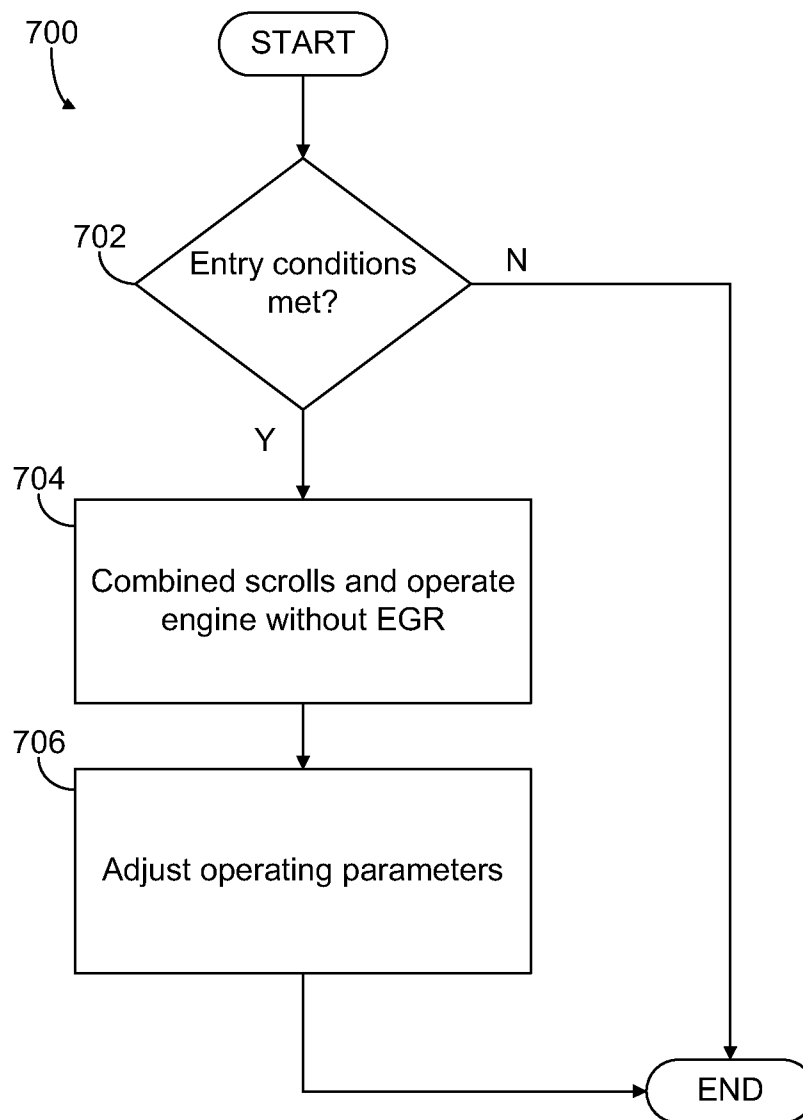 700
START
702
Entry conditions
met?
N
Y
704
Combined scrolls and operate
engine without EGR
706
Adjust operating parameters
END